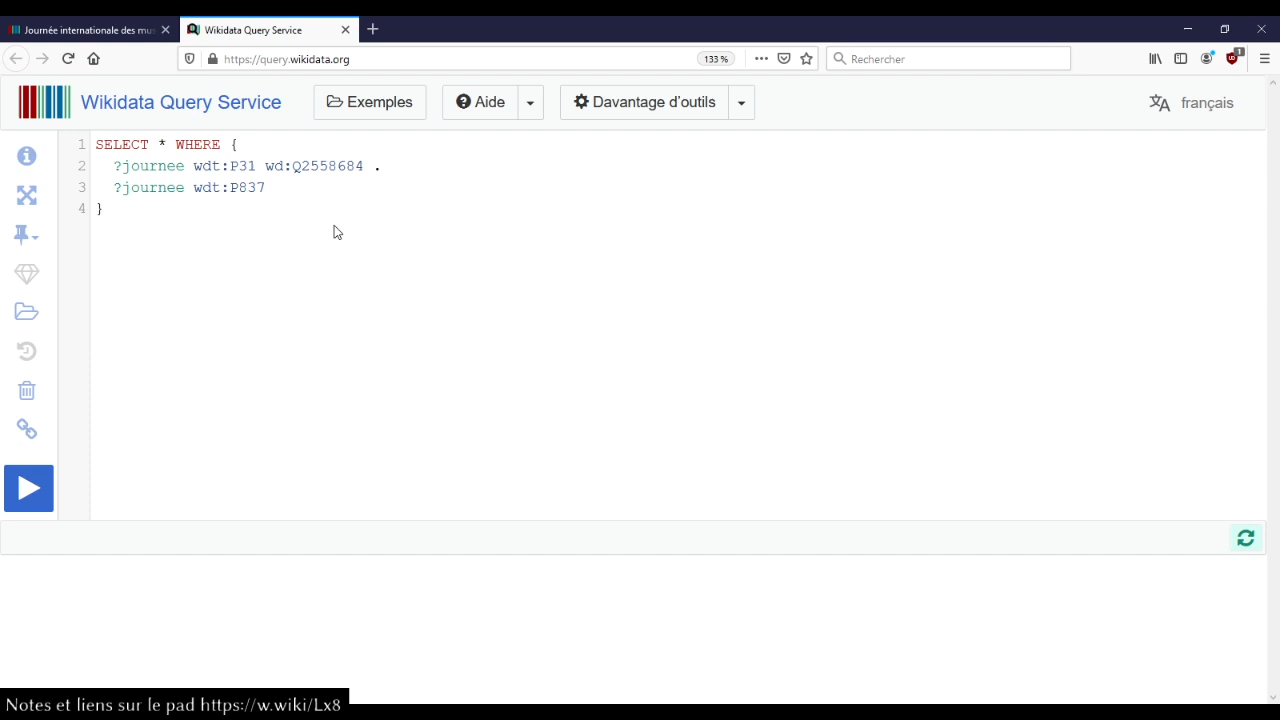 Journée internationale des mus
Wikidata Query Service
https://query.wikidata.org
133 %
Rechercher
1
Wikidata Query Service
Exemples
Aide
Davantage d'outils
français
1 SELECT * WHERE {
2 ?journee wdt:P31 wd:Q2558684 .
3 ?journee wdt:P837
4 }
Notes et liens sur le pad https://w.wiki/Lx8